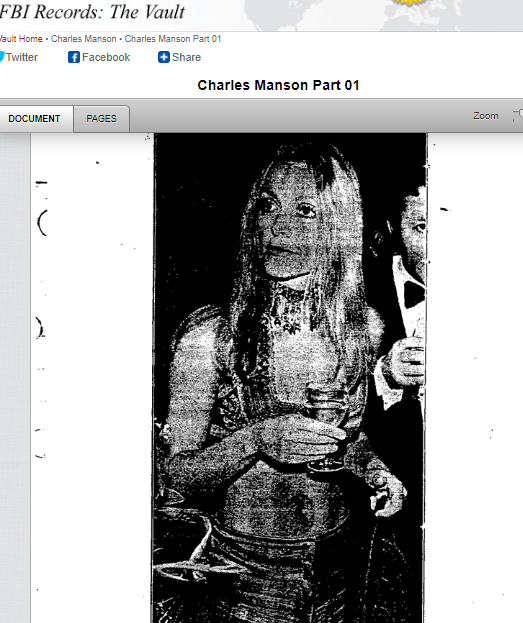 FBI Records: The Vault
Vault Home • Charles Manson • Charles Manson Part 01
Twitter Facebook Share
Charles Manson Part 01
DOCUMENT PAGES Zoom